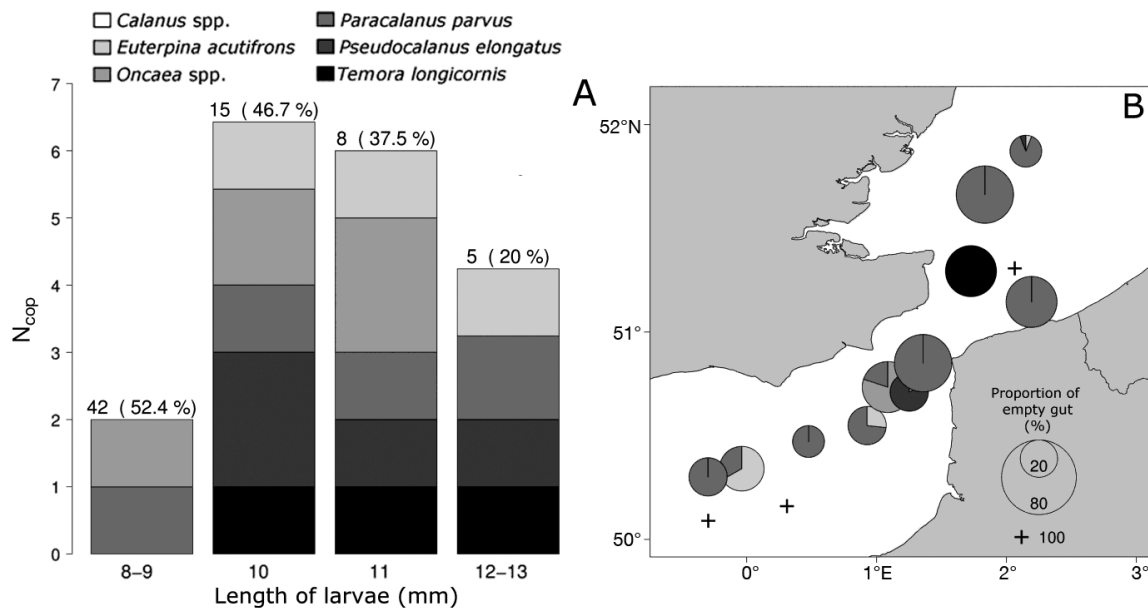 Calanus spp.
Paracalanus parvus
Euterpina acutifrons
Pseudocalanus elongatus
Oncaea spp.
Temora longicornis
A
B
7
6
5
4
3
2
1
0
Ncop
42 ( 52.4 %)
15 ( 46.7 %)
8 ( 37.5 %)
5 ( 20 %)
8–9
10
11
12–13
Length of larvae (mm)
52°N
51°
50°
0°
1°E
2°
3°
Proportion of
empty gut
(%)
20
80
+ 100